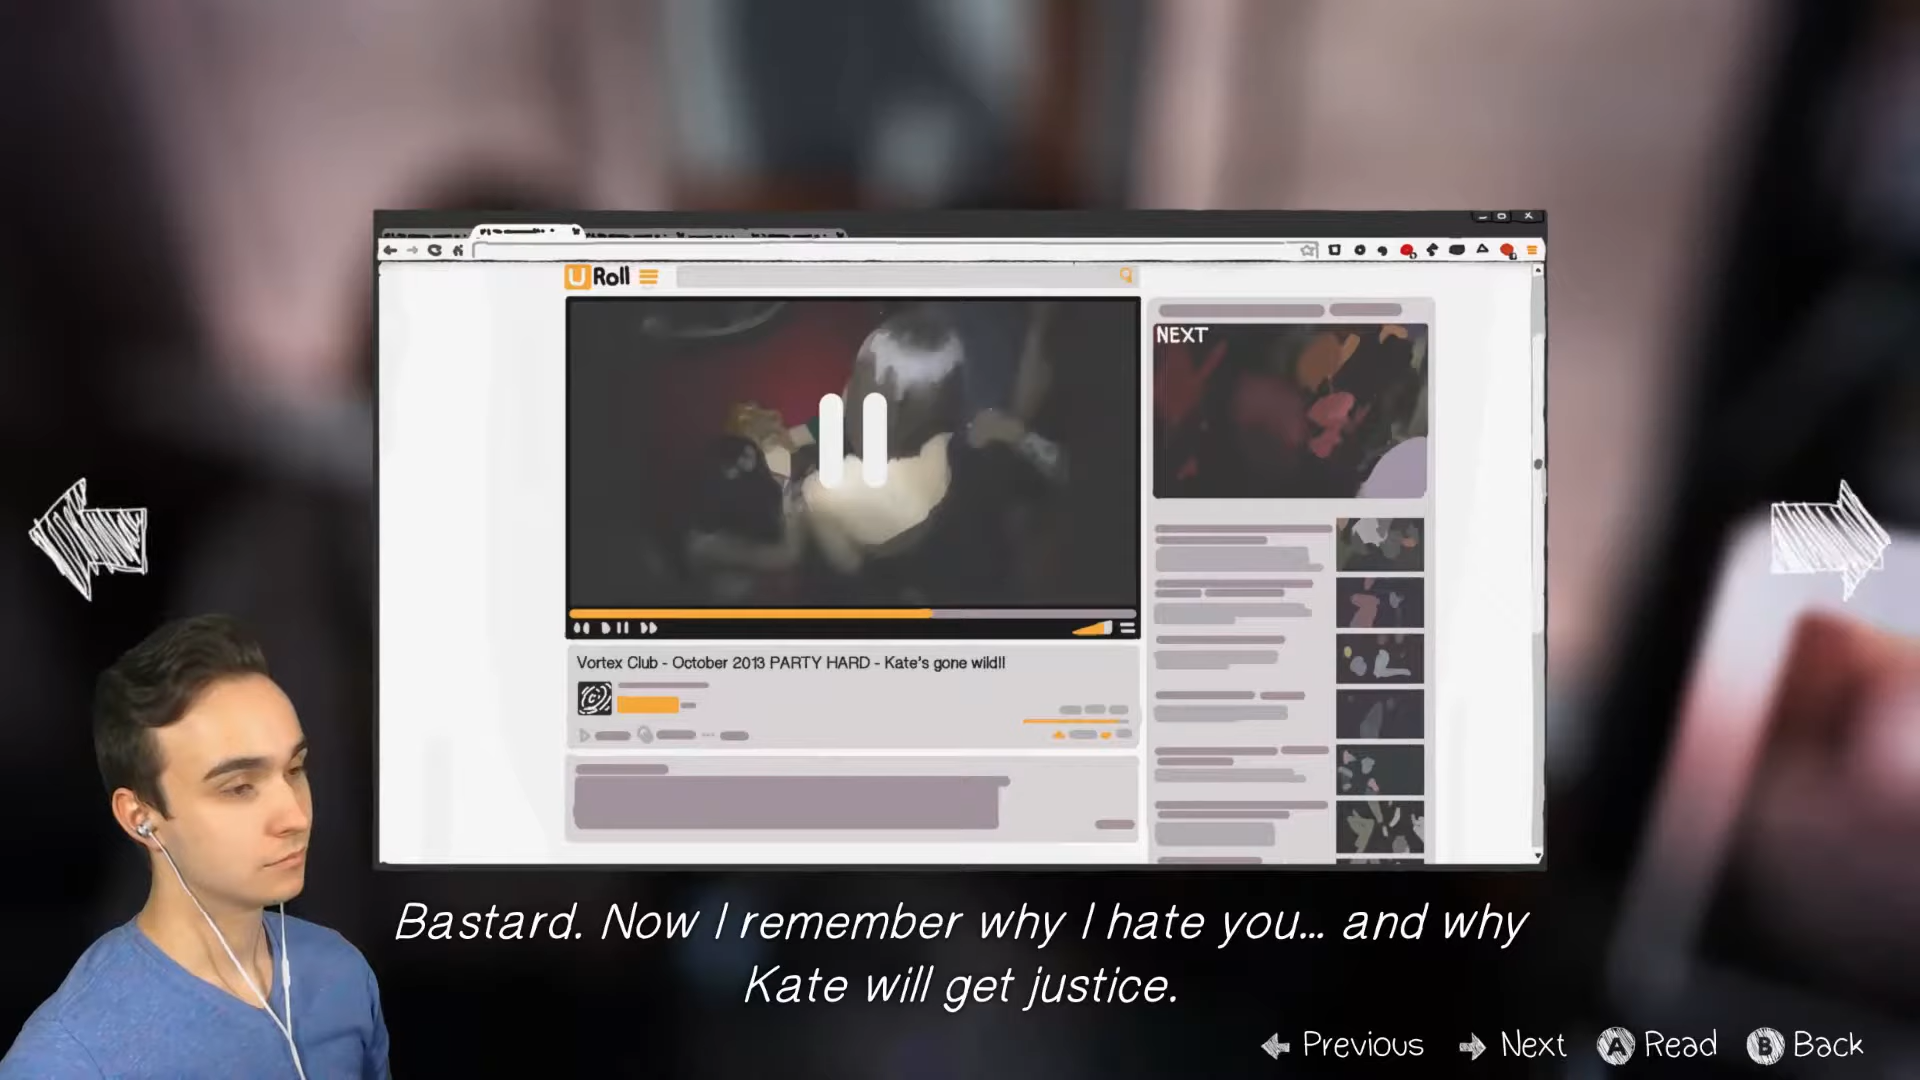 U Roll
NEXT
Vortex Club - October 2013 PARTY HARD - Kate's gone wild!!
Bastard. Now I remember why I hate you... and why
Kate will get justice.
Previous Next A Read B Back